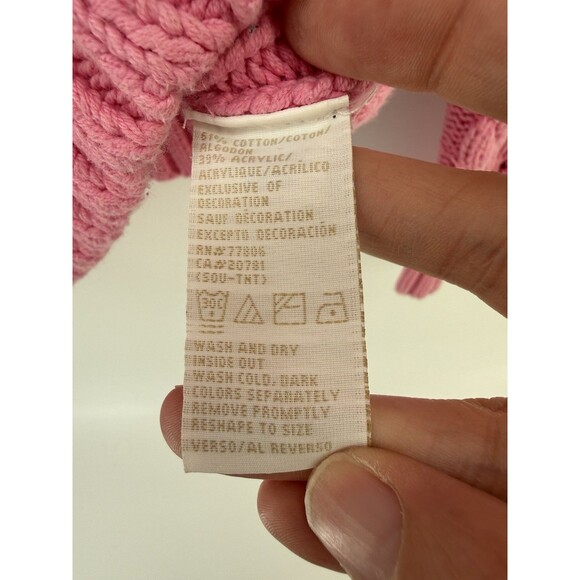 61% COTTON/COTON/
ALGODON
39% ACRYLIC/
ACRYLIQUE/ACRÍLICO
EXCLUSIVE OF
DECORATION
SAUF DÉCORATION
EXCEPTO DECORACIÓN
RN#77806
CA#20781
(SOU-TNT)
30C
WASH AND DRY
INSIDE OUT
WASH COLD, DARK
COLORS SEPARATELY
REMOVE PROMPTLY
RESHAPE TO SIZE
VERSO/AL REVERSO